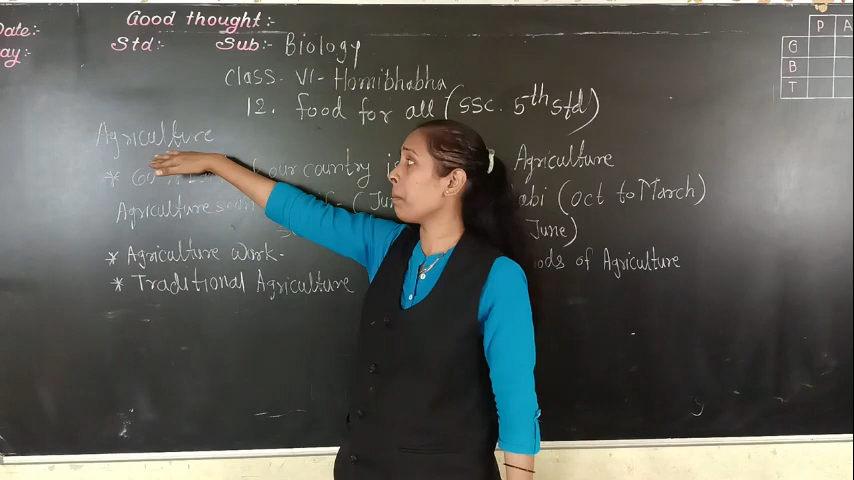 Good thought:-
Date:-
Std:- Sub:- Biology
ay:-
P A
G
B
T
Class- VI- Homibhabha
12. food for all (SSC. 5th std)
Agriculture
* our country is Agriculture
Agriculture (Jun abi (Oct to March)
June)
* Agriculture work-
* Traditional Agriculture ods of Agriculture